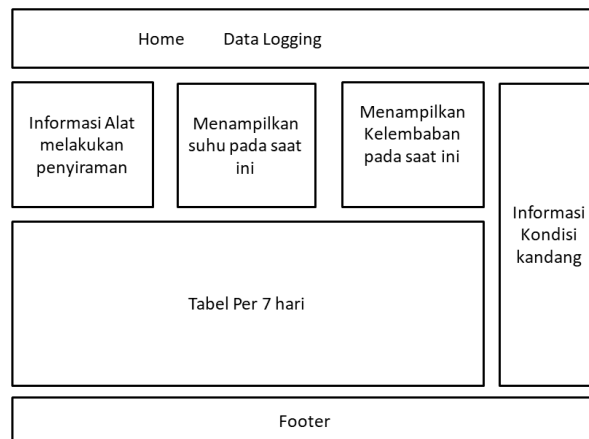 Home Data Logging
Informasi Alat
melakukan
penyiraman
Menampilkan
suhu pada saat
ini
Menampilkan
Kelembaban
pada saat ini
Informasi
Kondisi
kandang
Tabel Per 7 hari
Footer